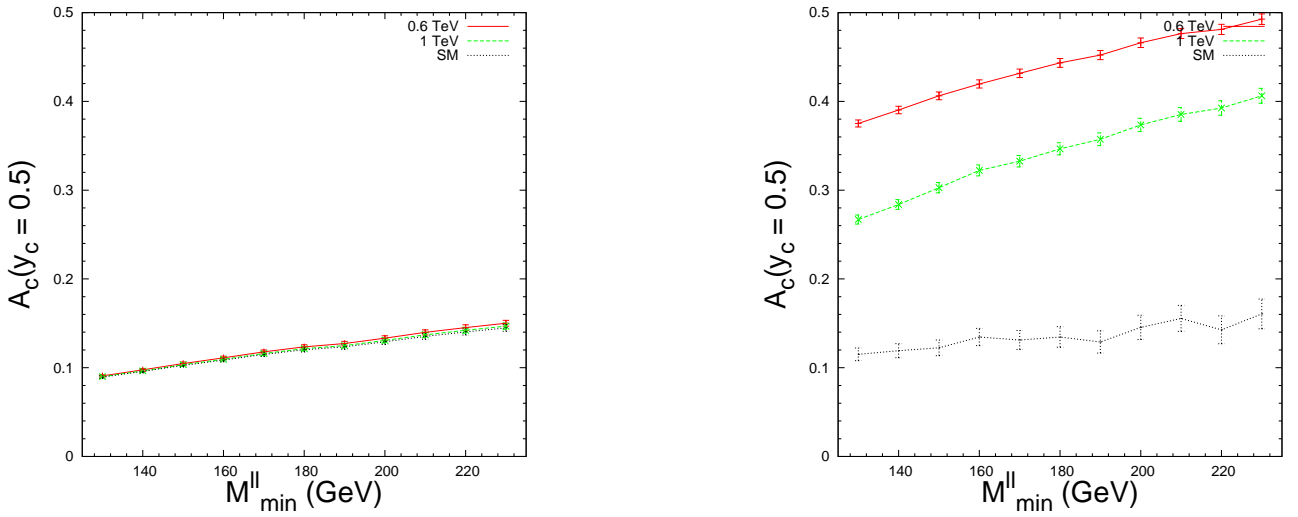 0.5
0.4
0.3
0.2
0.1
0
140 160 180 200 220
A_c(y_c = 0.5)
M^ll_min (GeV)
0.6 TeV
1 TeV
SM
0.5
0.4
0.3
0.2
0.1
0
140 160 180 200 220
A_c(y_c = 0.5)
M^ll_min (GeV)
0.6 TeV
1 TeV
SM